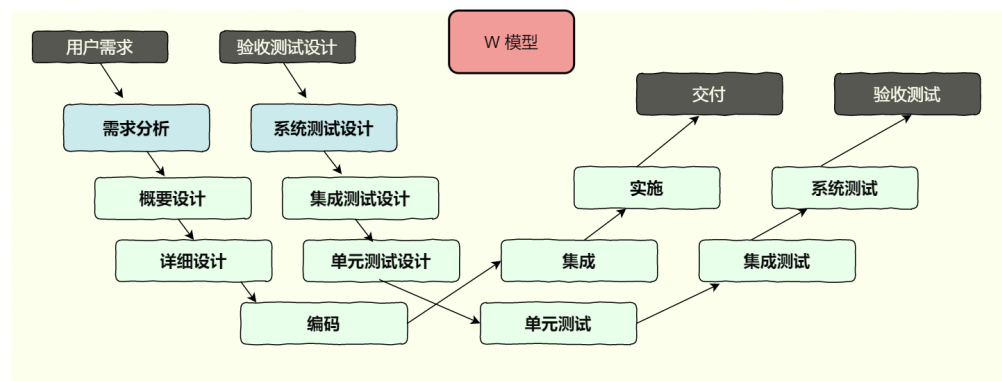 W 模型
用户需求
验收测试设计
交付
验收测试
需求分析
系统测试设计
概要设计
集成测试设计
实施
系统测试
详细设计
单元测试设计
集成
集成测试
编码
单元测试